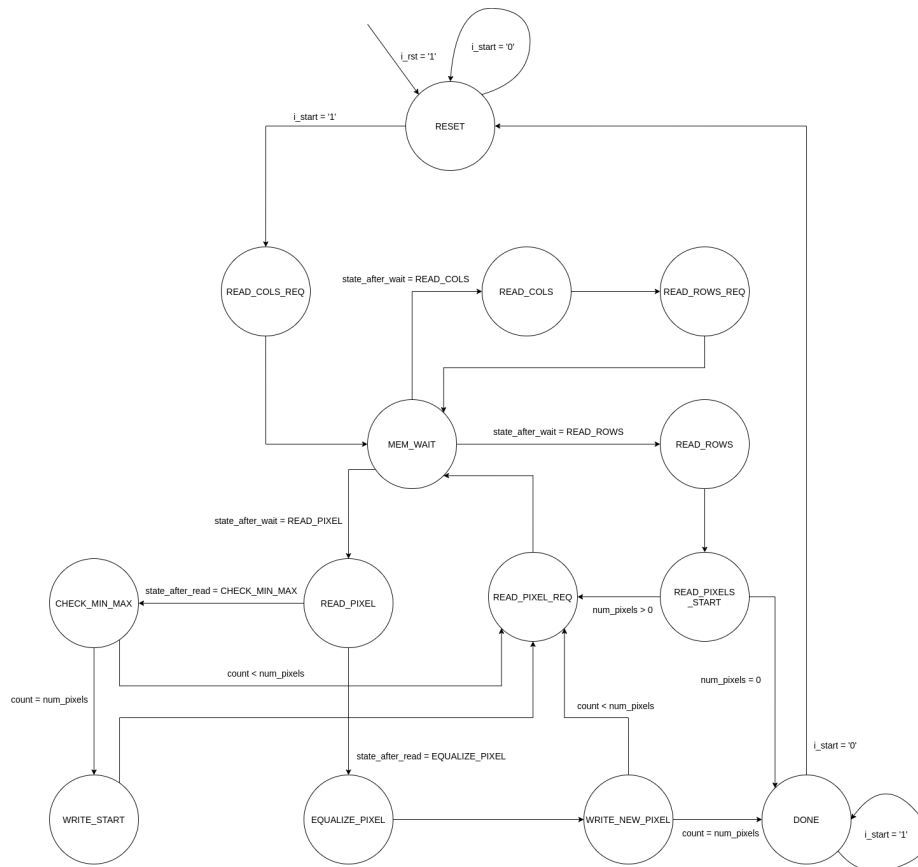 i_rst = '1'
i_start = '0'
i_start = '1'
RESET
state_after_wait = READ_COLS
READ_COLS_REQ
READ_COLS
READ_ROWS_REQ
state_after_wait = READ_ROWS
MEM_WAIT
READ_ROWS
state_after_wait = READ_PIXEL
state_after_read = CHECK_MIN_MAX
CHECK_MIN_MAX
READ_PIXEL
READ_PIXEL_REQ
READ_PIXELS
_START
num_pixels > 0
count < num_pixels
num_pixels = 0
count = num_pixels
count < num_pixels
i_start = '0'
state_after_read = EQUALIZE_PIXEL
WRITE_START
EQUALIZE_PIXEL
WRITE_NEW_PIXEL
count = num_pixels
DONE
i_start = '1'